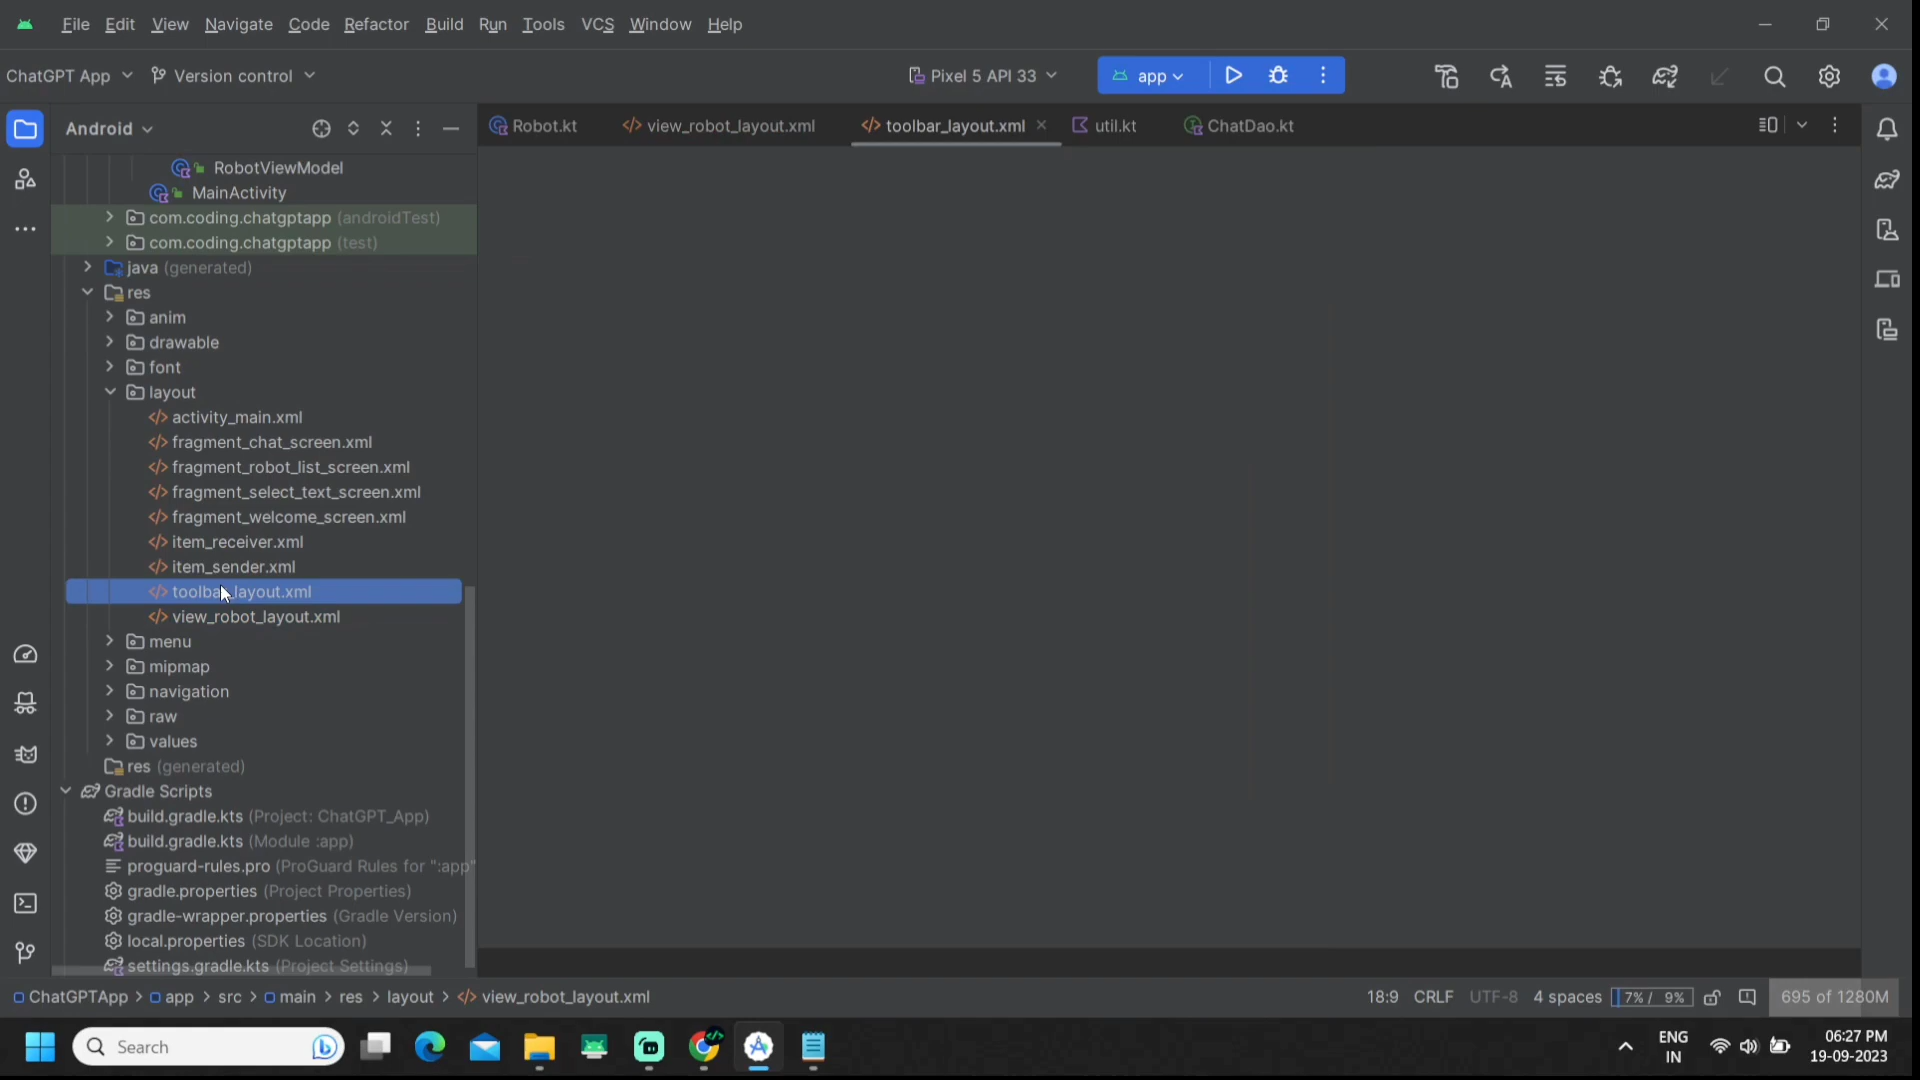 File Edit View Navigate Code Refactor Build Run Tools VCS Window Help
ChatGPT App Version control Pixel 5 API 33 app
Android
Robot.kt view_robot_layout.xml toolbar_layout.xml util.kt ChatDao.kt
RobotViewModel
MainActivity
com.coding.chatgptapp (androidTest)
com.coding.chatgptapp (test)
java (generated)
res
anim
drawable
font
layout
activity_main.xml
fragment_chat_screen.xml
fragment_robot_list_screen.xml
fragment_select_text_screen.xml
fragment_welcome_screen.xml
item_receiver.xml
item_sender.xml
toolbar_layout.xml
view_robot_layout.xml
menu
mipmap
navigation
raw
values
res (generated)
Gradle Scripts
build.gradle.kts (Project: ChatGPT_App)
build.gradle.kts (Module :app)
proguard-rules.pro (ProGuard Rules for ":app"
gradle.properties (Project Properties)
gradle-wrapper.properties (Gradle Version)
local.properties (SDK Location)
settings.gradle.kts (Project Settings)
ChatGPTApp > app > src > main > res > layout > view_robot_layout.xml 18:9 CRLF UTF-8 4 spaces 7% / 9% 695 of 1280M
Search ENG IN 06:27 PM
19-09-2023